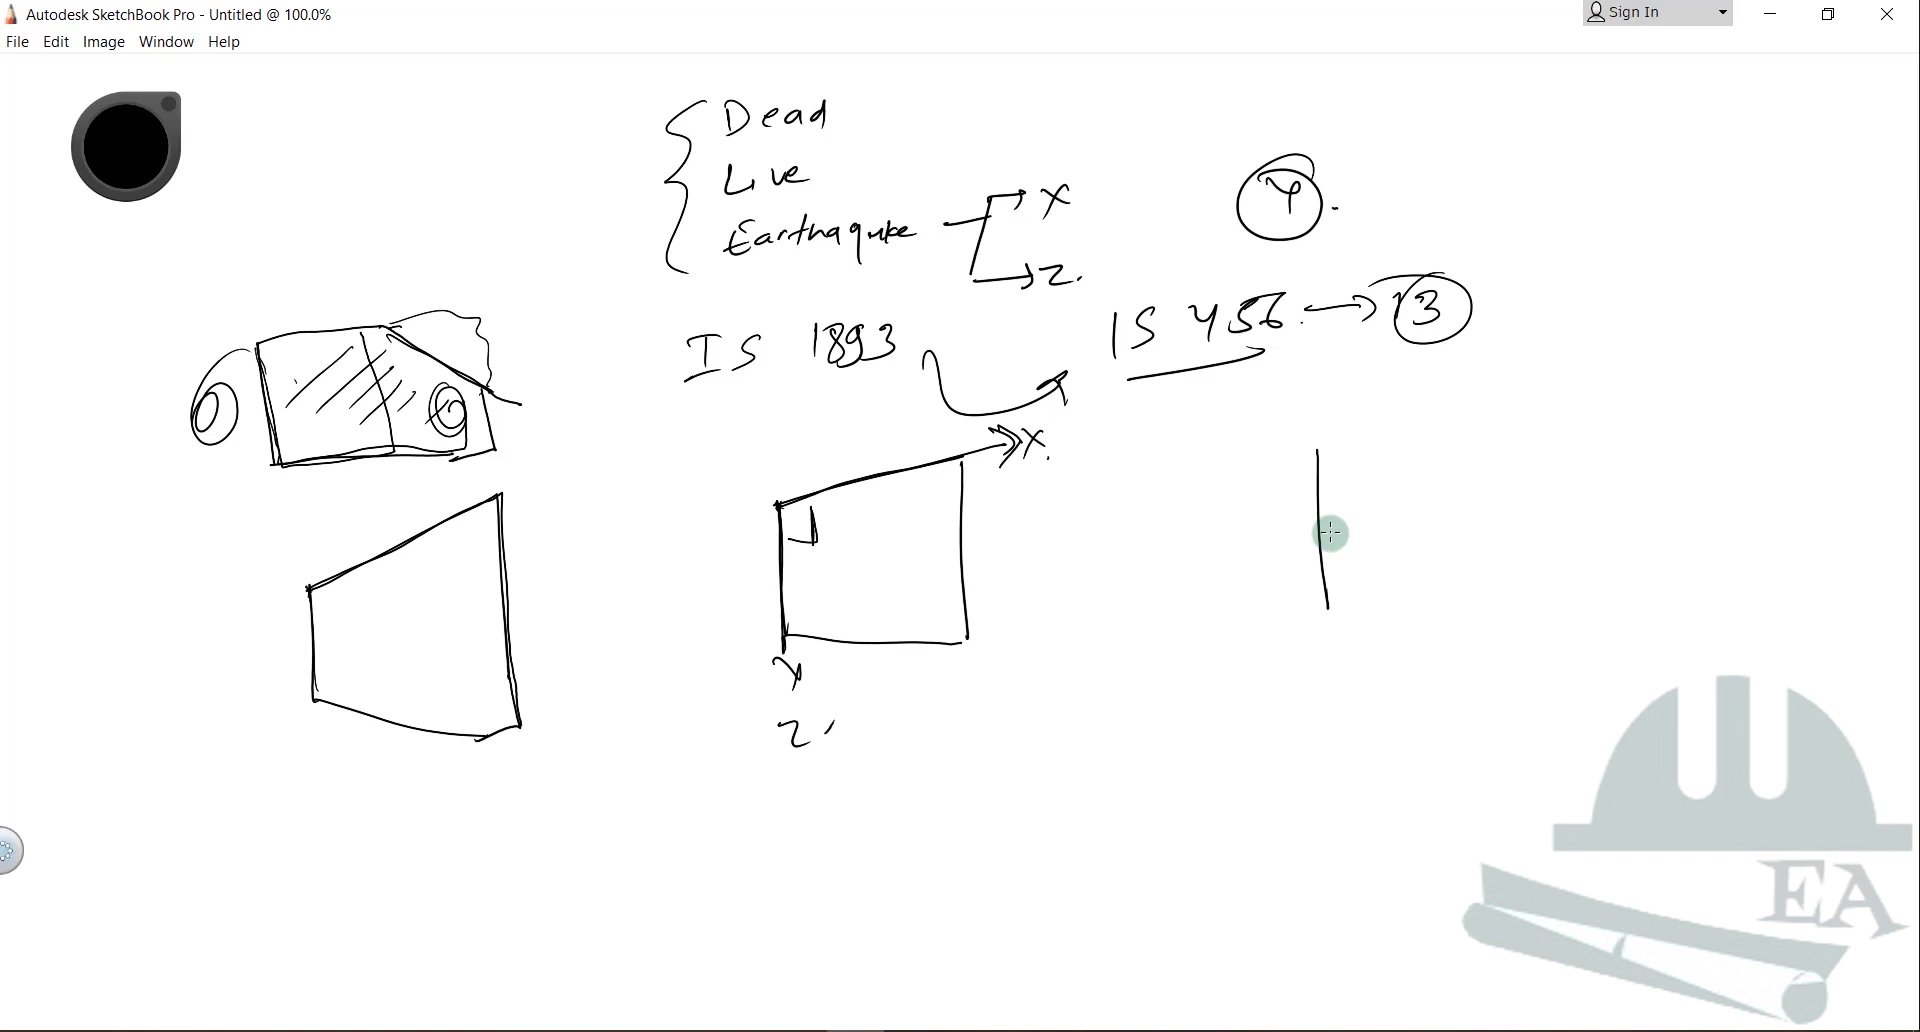 Autodesk SketchBook Pro - Untitled @ 100.0%
Sign In
File Edit Image Window Help
Dead
Live
Earthaquke
X
Z.
4.
IS 1893
IS 456.
13
X.
Z
EA